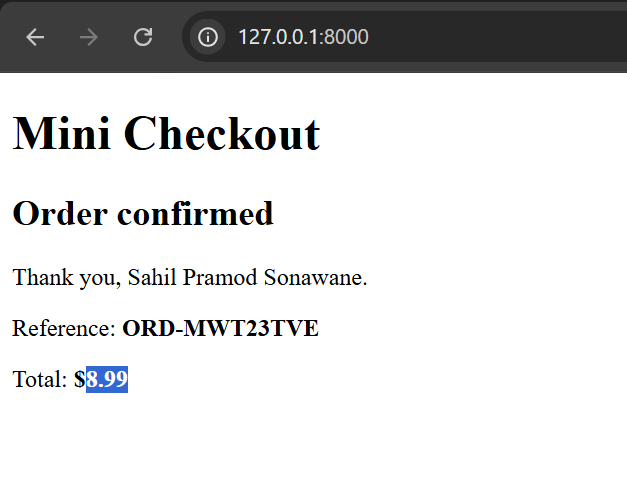 127.0.0.1:8000
Mini Checkout
Order confirmed
Thank you, Sahil Pramod Sonawane.
Reference: ORD-MWT23TVE
Total: $8.99